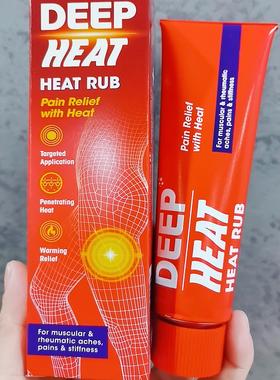 DEEP
HEAT
HEAT RUB
Pain Relief
with Heat
Targeted
Application
Penetrating
Heat
Warming
Relief
For muscular &
rheumatic aches,
pains & stiffness
DEEP
HEAT
HEAT RUB
Pain Relief
with Heat
For muscular & rheumatic
aches, pains & stiffness